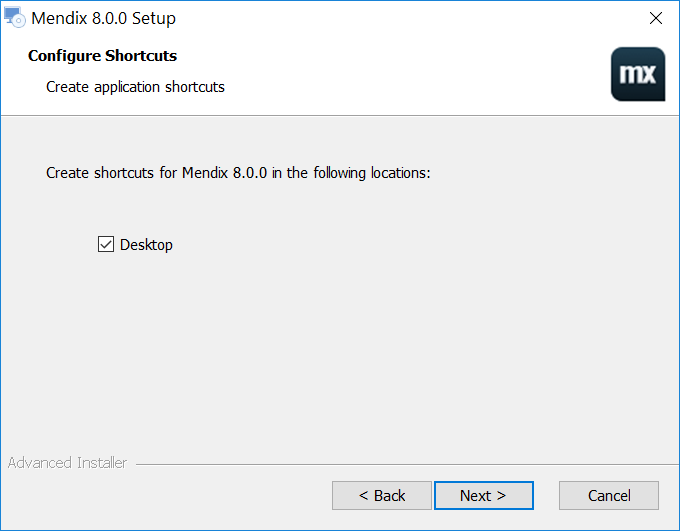 Mendix 8.0.0 Setup
Configure Shortcuts
Create application shortcuts
mx
Create shortcuts for Mendix 8.0.0 in the following locations:
Desktop
Advanced Installer
< Back
Next >
Cancel